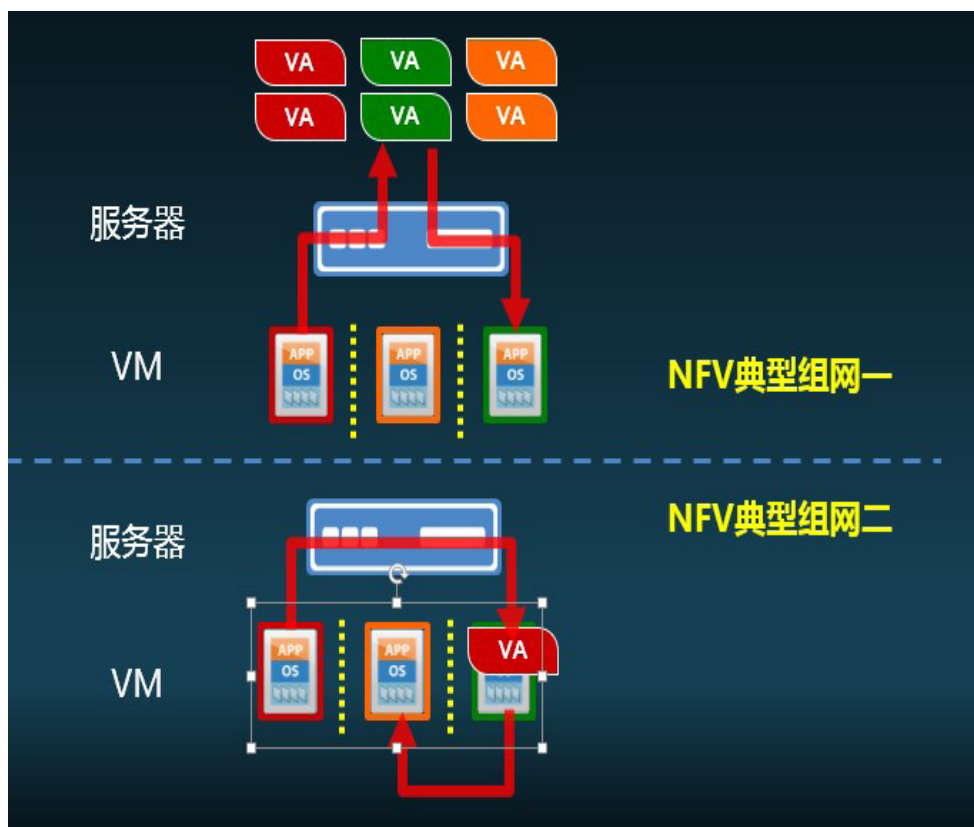 VA VA VA
VA VA VA
服务器
VM
APP APP APP
OS OS OS
NFV典型组网一
NFV典型组网二
服务器
VM
APP APP VA
OS OS